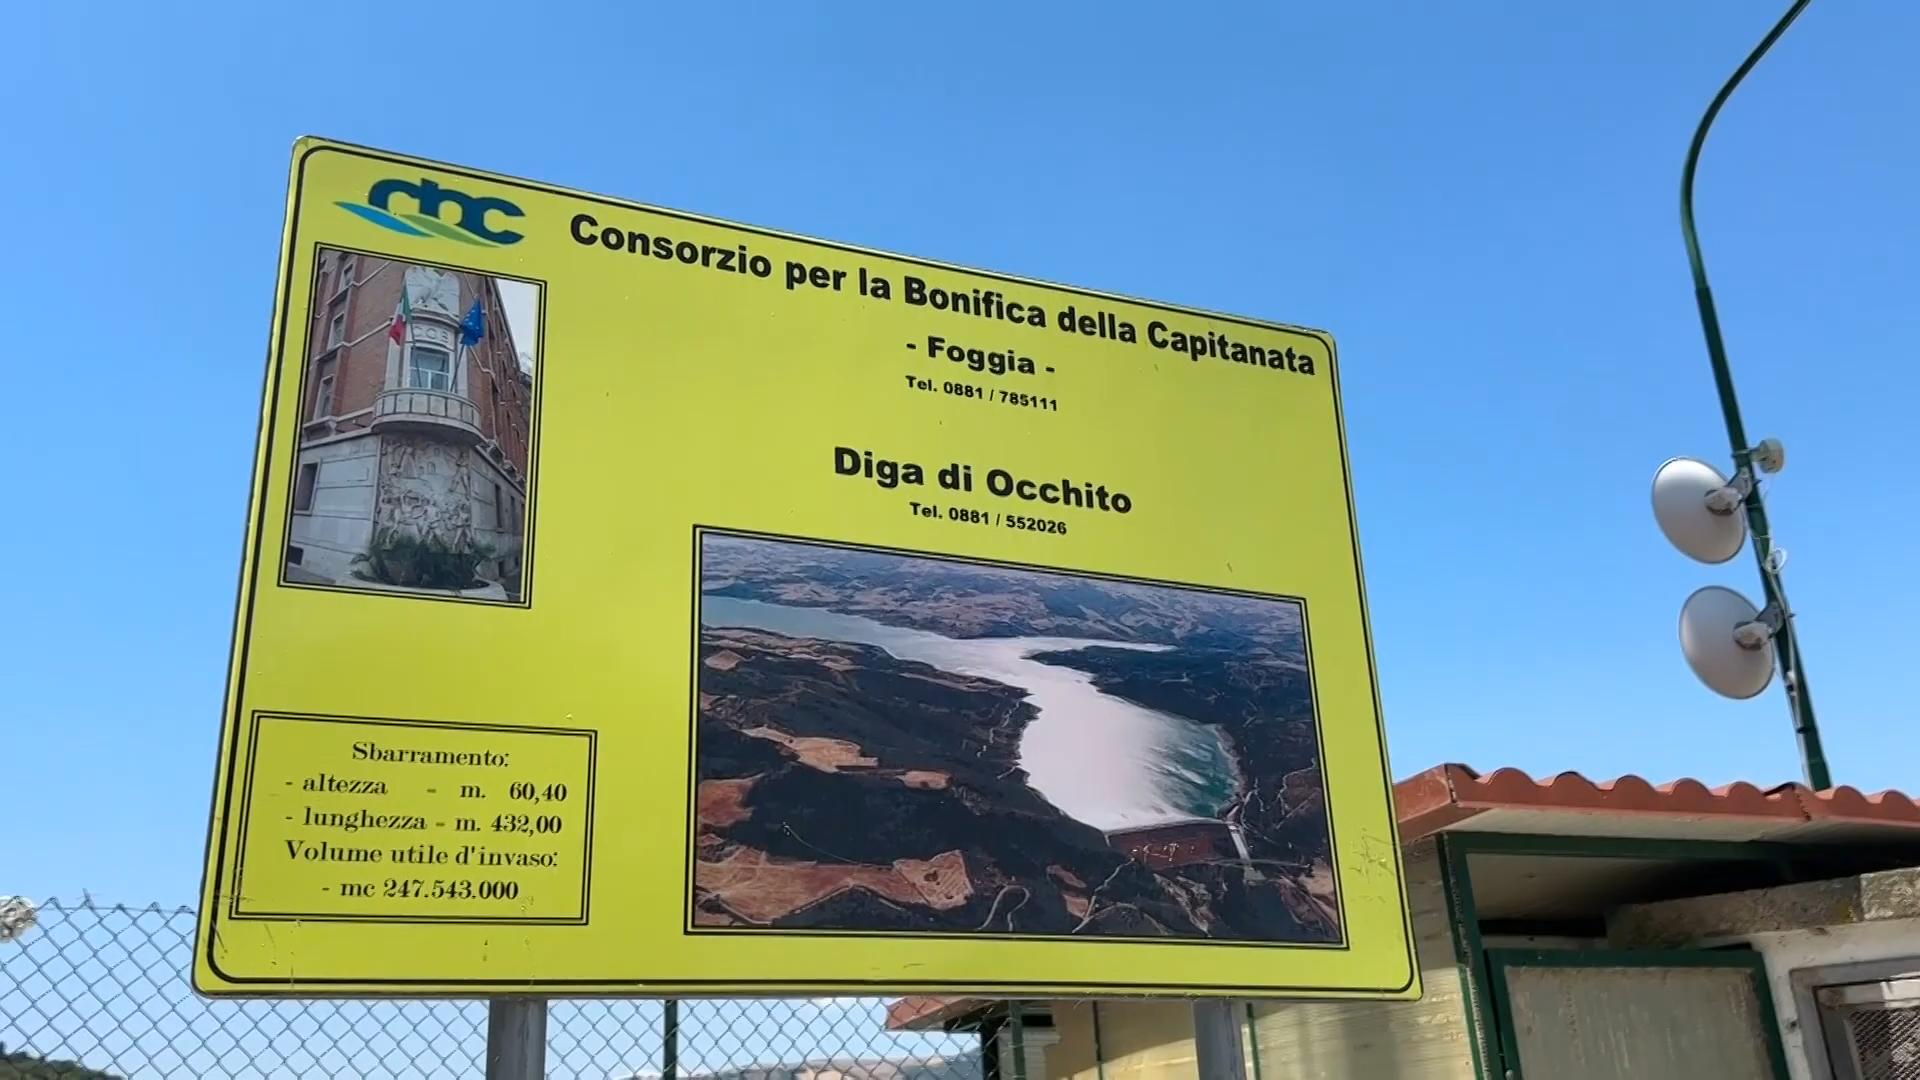 cbc
Consorzio per la Bonifica della Capitanata
- Foggia -
Tel. 0881 / 785111
Diga di Occhito
Tel. 0881 / 552026
Sbarramento:
- altezza - m. 60,40
- lunghezza - m. 432,00
Volume utile d'invaso:
- mc 247.543.000